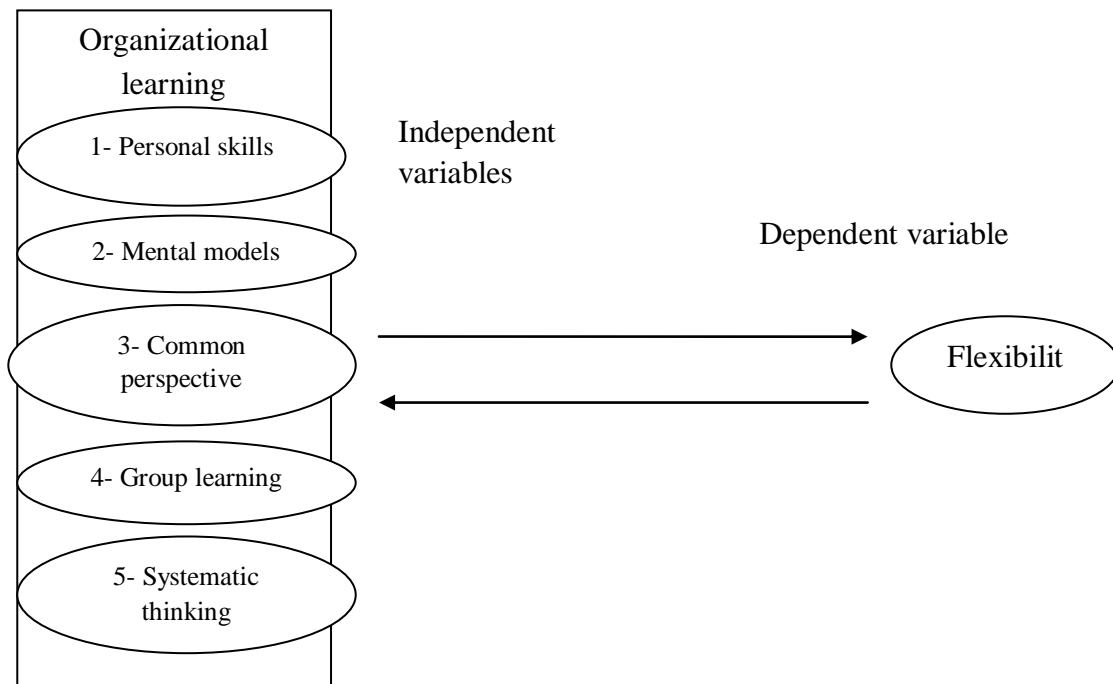 Organizational
learning
1- Personal skills
2- Mental models
3- Common
perspective
4- Group learning
5- Systematic
thinking
Independent
variables
Dependent variable
Flexibilit